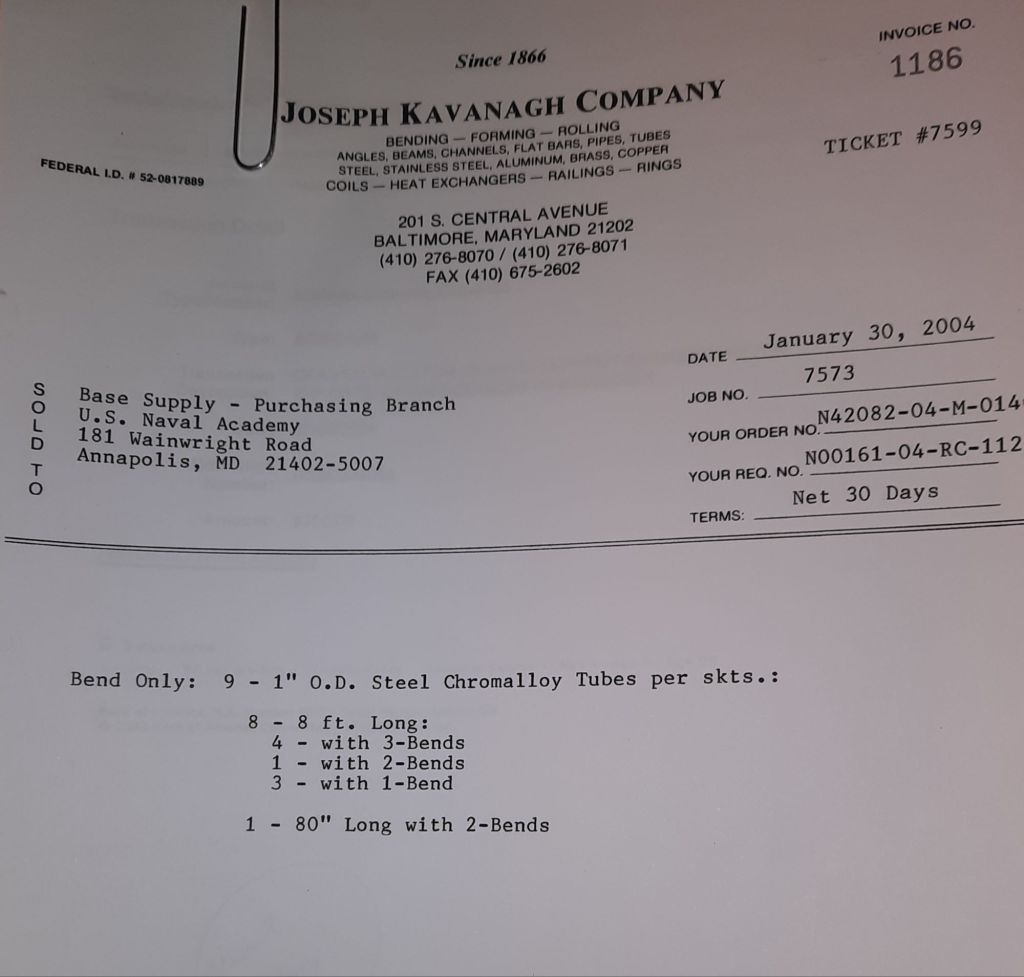 Since 1866
INVOICE NO.
1186
JOSEPH KAVANAGH COMPANY
BENDING — FORMING — ROLLING
ANGLES, BEAMS, CHANNELS, FLAT BARS, PIPES, TUBES
STEEL, STAINLESS STEEL, ALUMINUM, BRASS, COPPER
COILS — HEAT EXCHANGERS — RAILINGS — RINGS
TICKET #7599
FEDERAL I.D. # 52-0817889
201 S. CENTRAL AVENUE
BALTIMORE, MARYLAND 21202
(410) 276-8070 / (410) 276-8071
FAX (410) 675-2602
DATE January 30, 2004
JOB NO. 7573
YOUR ORDER NO. N42082-04-M-014
YOUR REQ. NO. N00161-04-RC-112
TERMS: Net 30 Days
SOLD TO
Base Supply - Purchasing Branch
U.S. Naval Academy
181 Wainwright Road
Annapolis, MD 21402-5007
Bend Only: 9 - 1" O.D. Steel Chromalloy Tubes per skts.:
8 - 8 ft. Long:
4 - with 3-Bends
1 - with 2-Bends
3 - with 1-Bend
1 - 80" Long with 2-Bends